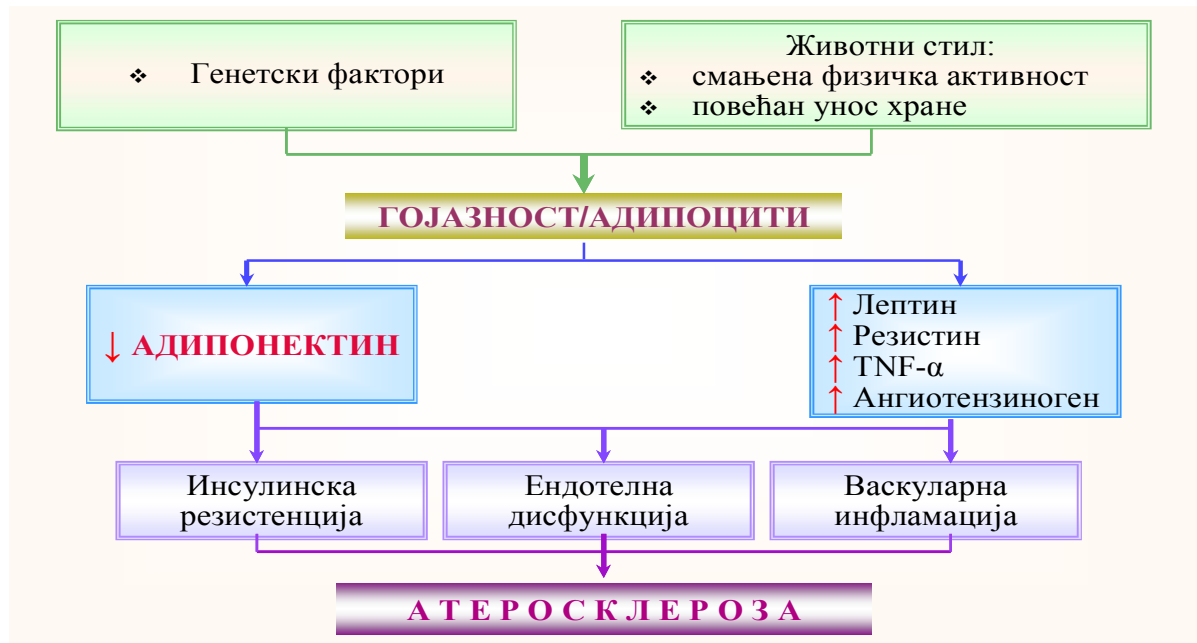 ❖ Генетски фактори
Животни стил:
❖ смањена физичка активност
❖ повећан унос хране
ГОЈАЗНОСТ/АДИПОЦИТИ
↓ АДИПОНЕКТИН
↑ Лептин
↑ Резистин
↑ TNF-α
↑ Ангиотензиноген
Инсулинска
резистенција
Ендотелна
дисфункција
Васкуларна
инфламација
А Т Е Р О С К Л Е Р О З А